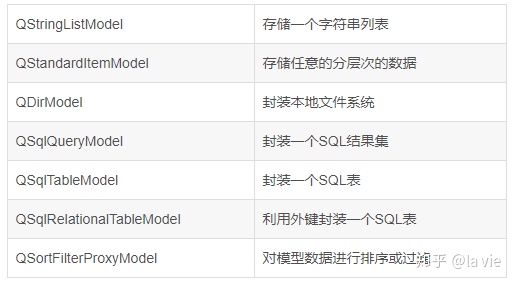 QStringListModel 存储一个字符串列表
QStandardItemModel 存储任意的分层次的数据
QDirModel 封装本地文件系统
QSqlQueryModel 封装一个SQL结果集
QSqlTableModel 封装一个SQL表
QSqlRelationalTableModel 利用外键封装一个SQL表
QSortFilterProxyModel 对模型数据进行排序或过滤
知乎 @lavie